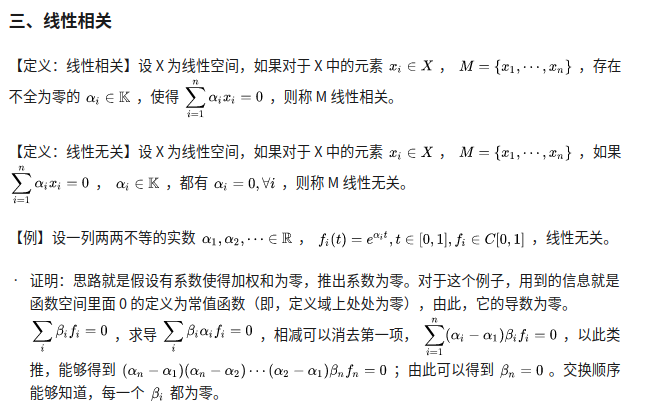 三、线性相关
【定义：线性相关】设 X 为线性空间，如果对于 X 中的元素 $x_i \in X$ ， $M = \{x_1, \cdots, x_n\}$ ，存在
不全为零的 $\alpha_i \in \mathbb{K}$ ，使得 $\sum_{i=1}^{n} \alpha_i x_i = 0$ ，则称 M 线性相关。
【定义：线性无关】设 X 为线性空间，如果对于 X 中的元素 $x_i \in X$ ， $M = \{x_1, \cdots, x_n\}$ ，如果
$\sum_{i=1}^{n} \alpha_i x_i = 0$ ， $\alpha_i \in \mathbb{K}$ ，都有 $\alpha_i = 0, \forall i$ ，则称 M 线性无关。
【例】设一列两两不等的实数 $\alpha_1, \alpha_2, \cdots \in \mathbb{R}$ ， $f_i(t) = e^{\alpha_i t}, t \in [0, 1], f_i \in C[0, 1]$ ，线性无关。
· 证明：思路就是假设有系数使得加权和为零，推出系数为零。对于这个例子，用到的信息就是
函数空间里面 0 的定义为常值函数（即，定义域上处处为零），由此，它的导数为零。
$\sum_{i} \beta_i f_i = 0$ ，求导 $\sum_{i} \beta_i \alpha_i f_i = 0$ ，相减可以消去第一项， $\sum_{i=1}^{n} (\alpha_i - \alpha_1) \beta_i f_i = 0$ ，以此类
推，能够得到 $(\alpha_n - \alpha_1)(\alpha_n - \alpha_2) \cdots (\alpha_2 - \alpha_1) \beta_n f_n = 0$ ；由此可以得到 $\beta_n = 0$ 。交换顺序
能够知道，每一个 $\beta_i$ 都为零。